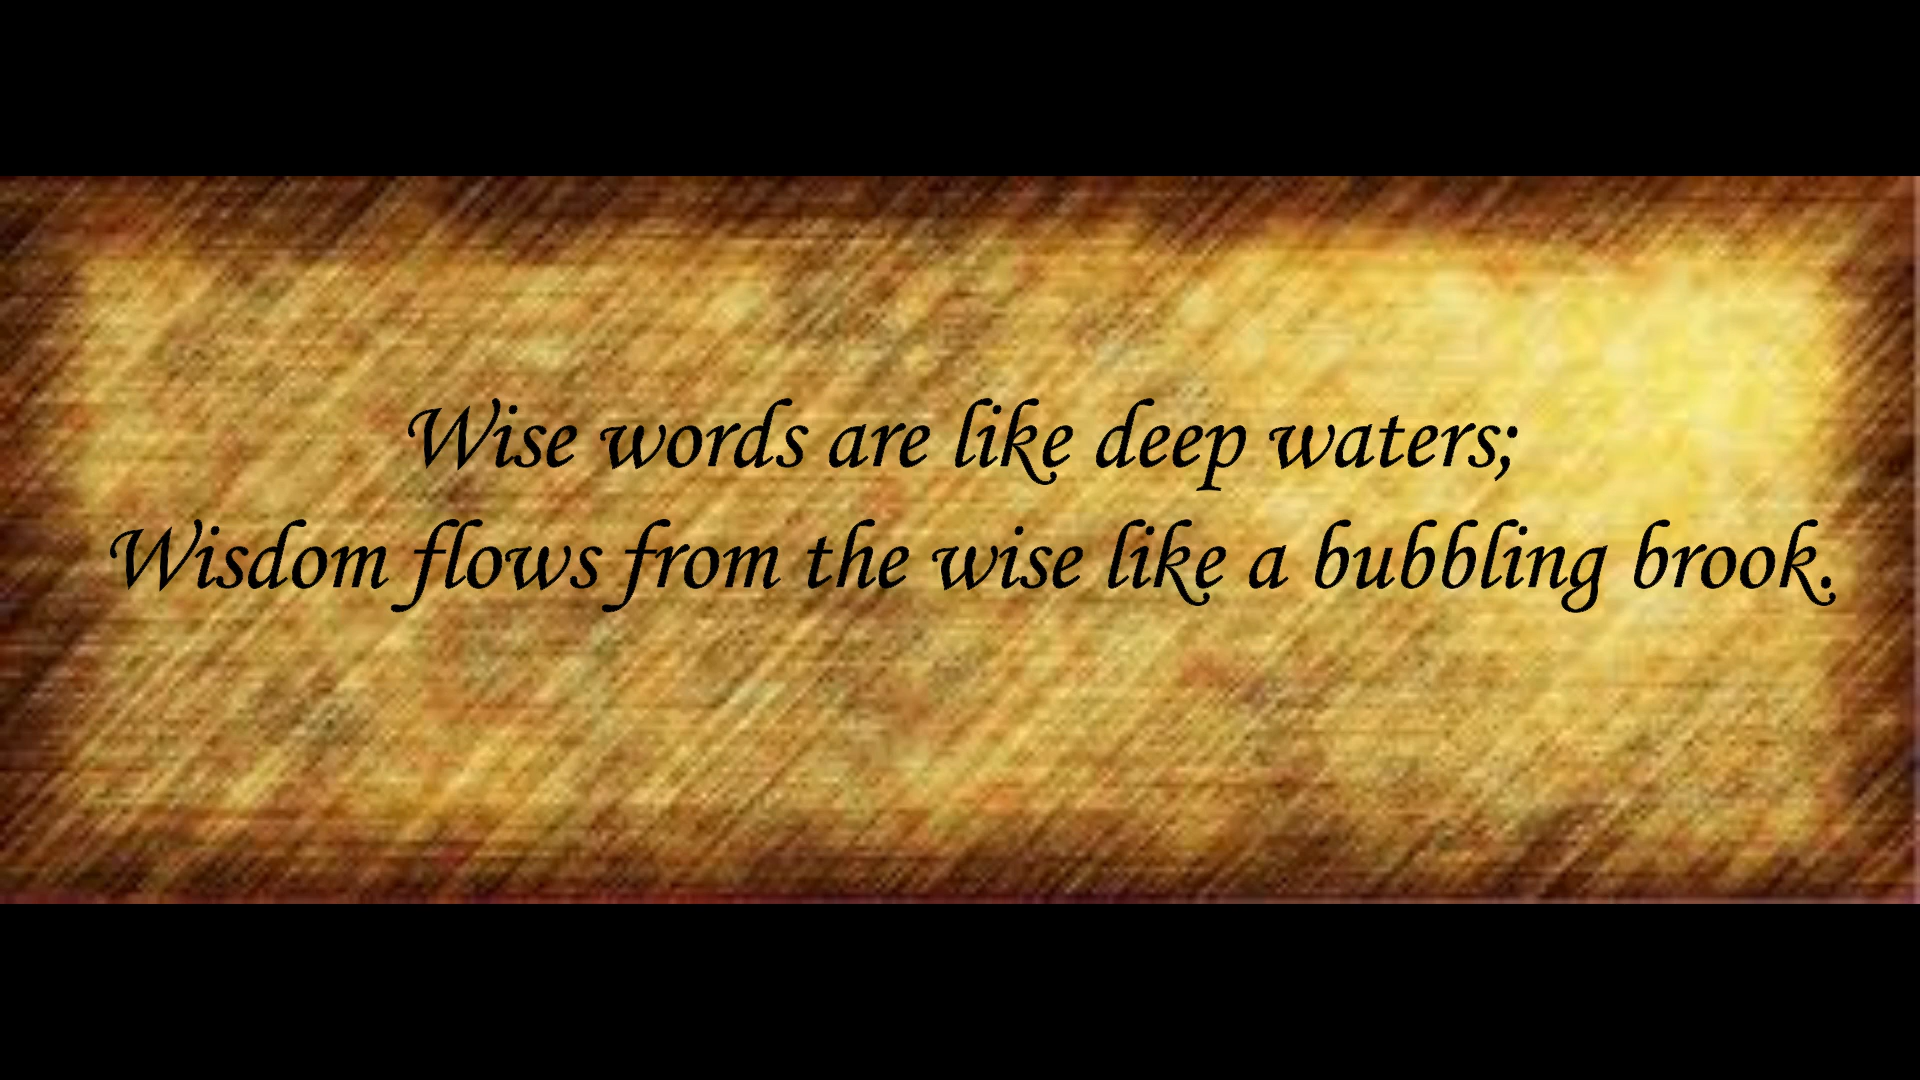 Wise words are like deep waters;
Wisdom flows from the wise like a bubbling brook.